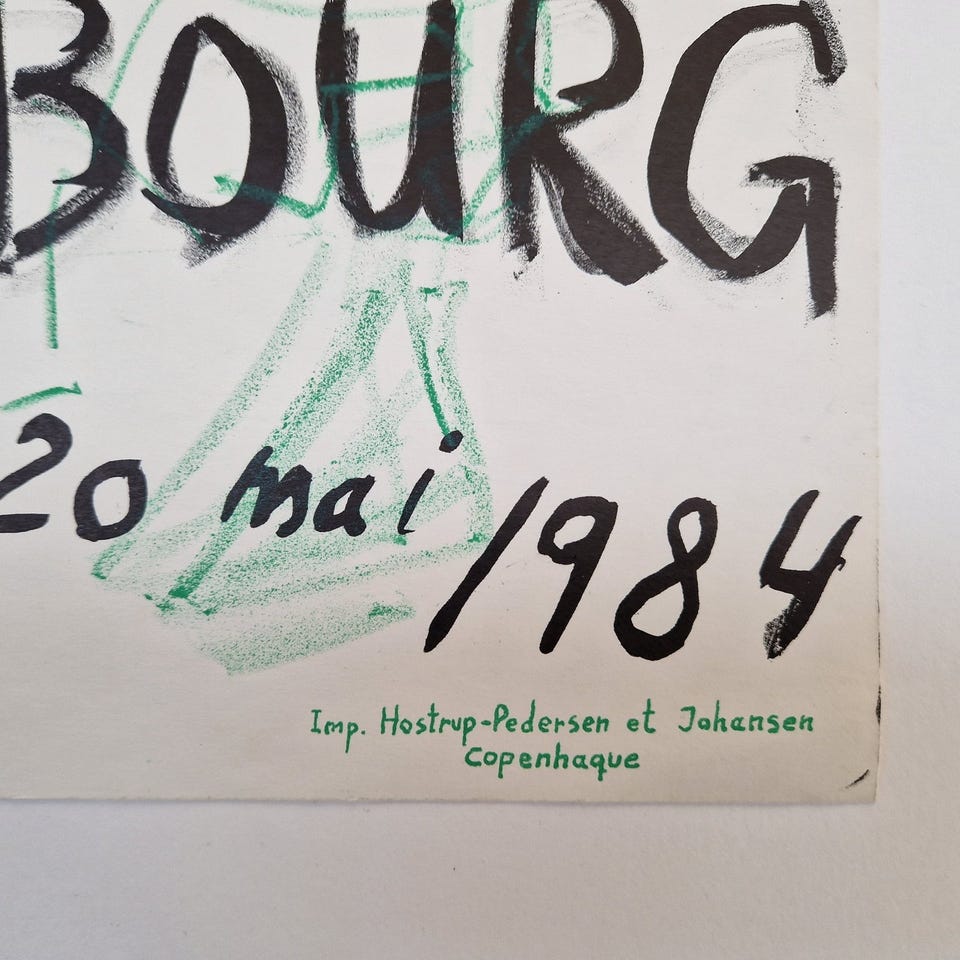 BOURG
20 mai 1984
Imp. Hostrup-Pedersen et Johansen
Copenhaque